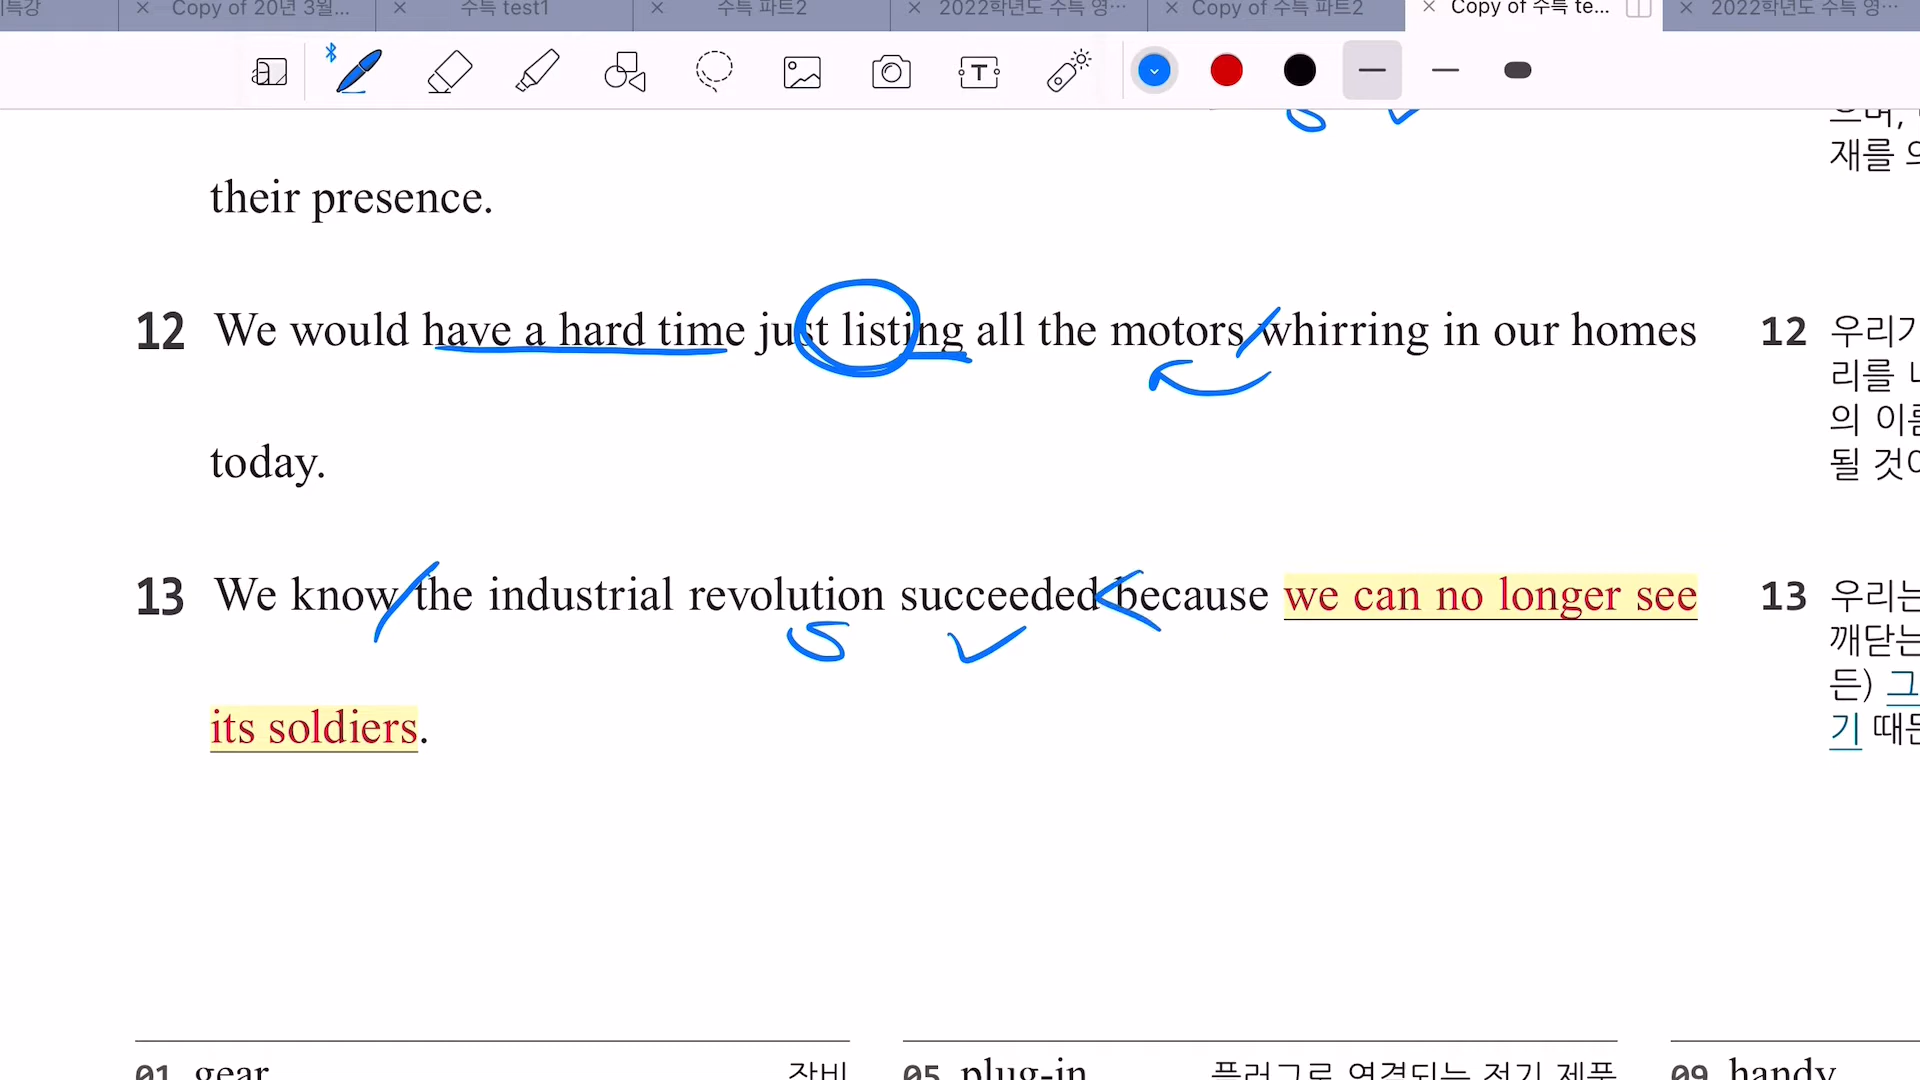 특강
Copy of 20년 3월...
수특 test1
수특 파트2
2022학년도 수특 영...
Copy of 수특 파트2
Copy of 수특 te...
2022학년도 수특 영...
T
S
재를
their presence.
12 We would have a hard time just listing all the motors whirring in our homes
today.
12 우리가
리를
의
될
13 We know the industrial revolution succeeded because we can no longer see
its soldiers.
S
13 우리는
깨닫는
든) 그
기
01 gear 장비
05 plug-in 플러그로 연결되는 전기 제품
09 handy